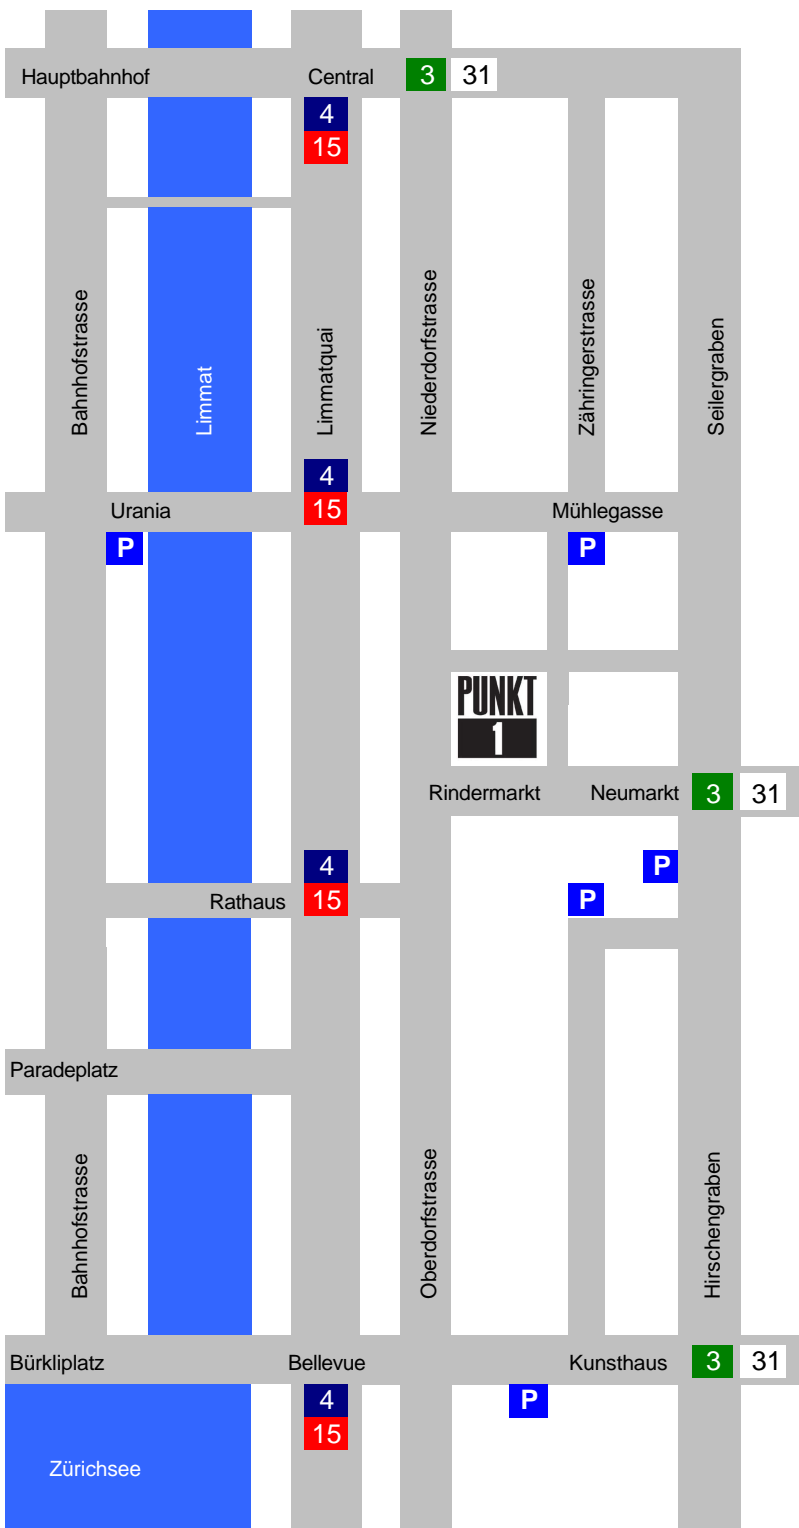 Hauptbahnhof Central 3 31
4
15
Bahnhofstrasse
Limmat
Limmatquai
Niederdorfstrasse
Zähringerstrasse
Seilergraben
4
Urania 15 Mühlegasse
P P
PUNKT
1
Rindermarkt Neumarkt 3 31
4 P
Rathaus 15 P
Paradeplatz
Bahnhofstrasse
Oberdorfstrasse
Hirschengraben
Bürkliplatz Bellevue Kunsthaus 3 31
4 P
15
Zürichsee